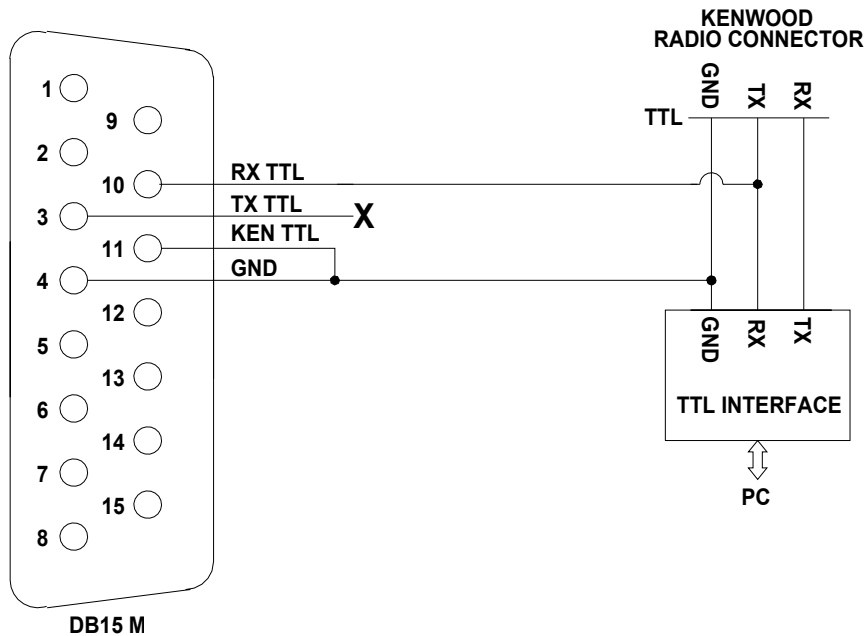 KENWOOD
RADIO CONNECTOR
GND
TX
RX
TTL
1
9
2
10
RX TTL
3
TX TTL
X
11
KEN TTL
4
GND
12
5
13
6
14
7
15
8
GND
RX
TX
TTL INTERFACE
PC
DB15 M